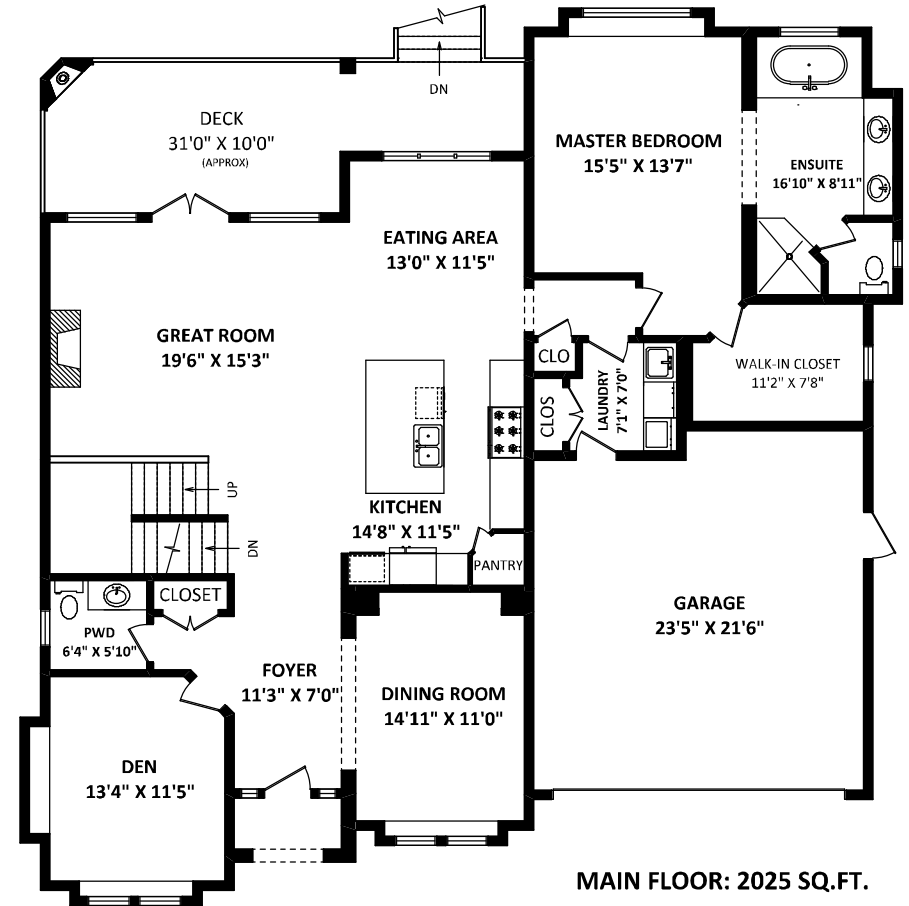 DN
DECK
31'0" X 10'0"
(APPROX)
MASTER BEDROOM
15'5" X 13'7"
ENSUITE
16'10" X 8'11"
EATING AREA
13'0" X 11'5"
GREAT ROOM
19'6" X 15'3"
CLO
WALK-IN CLOSET
11'2" X 7'8"
LAUNDRY
7'1" X 7'0"
CLOS
UP
KITCHEN
14'8" X 11'5"
DN
PANTRY
CLOSET
GARAGE
23'5" X 21'6"
PWD
6'4" X 5'10"
FOYER
11'3" X 7'0"
DINING ROOM
14'11" X 11'0"
DEN
13'4" X 11'5"
MAIN FLOOR: 2025 SQ.FT.